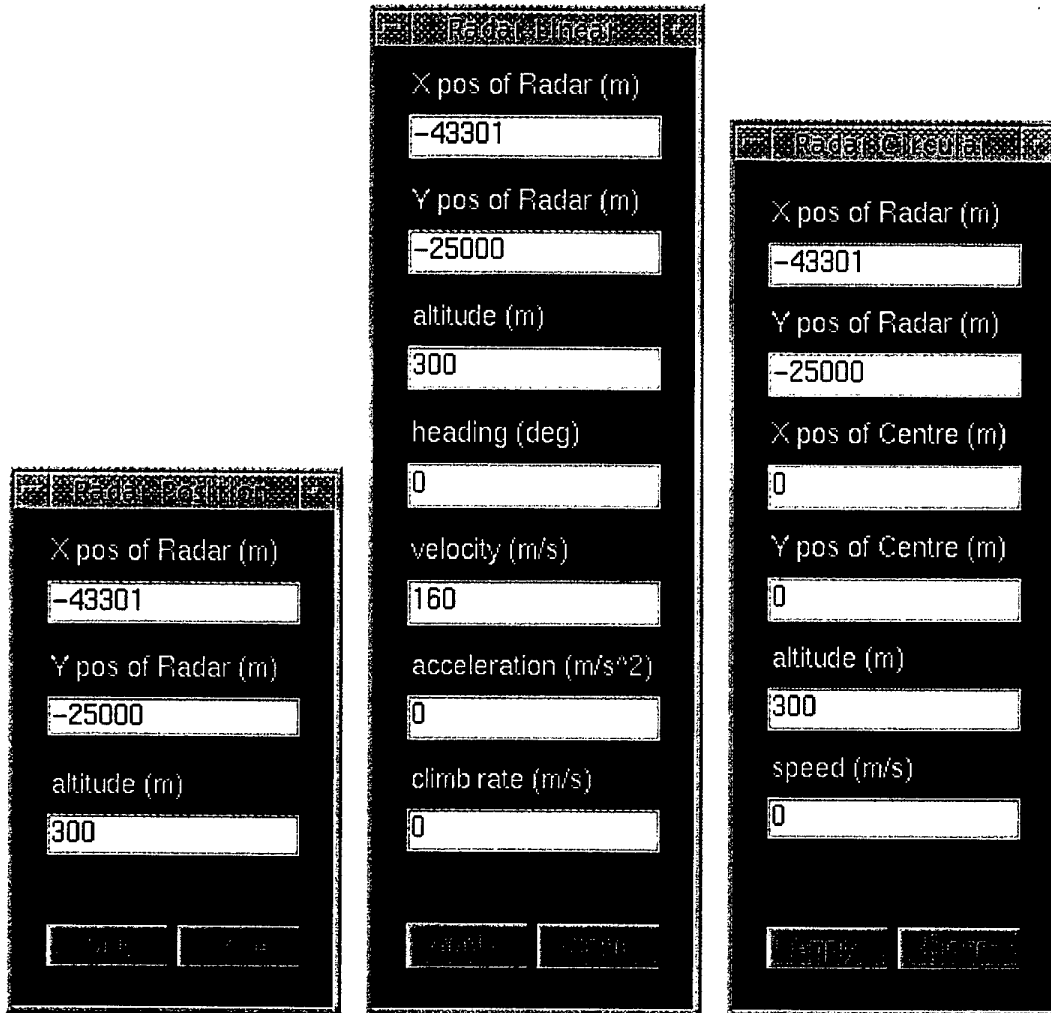 Radar Position
X pos of Radar (m)
-43301
Y pos of Radar (m)
-25000
altitude (m)
300
Radar Linear
X pos of Radar (m)
-43301
Y pos of Radar (m)
-25000
altitude (m)
300
heading (deg)
0
velocity (m/s)
160
acceleration (m/s^2)
0
climb rate (m/s)
0
Radar Circular
X pos of Radar (m)
-43301
Y pos of Radar (m)
-25000
X pos of Centre (m)
0
Y pos of Centre (m)
0
altitude (m)
300
speed (m/s)
0